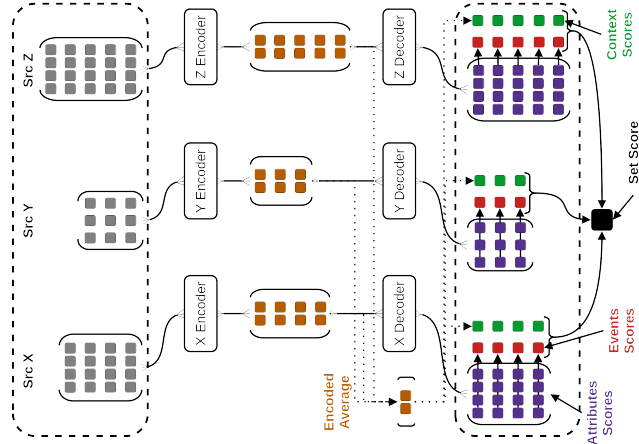 Src Z
Z Encoder
Z Decoder
Context
Scores
Src Y
Y Encoder
Y Decoder
Set Score
Src X
X Encoder
X Decoder
Events
Scores
Encoded
Average
Attributes
Scores